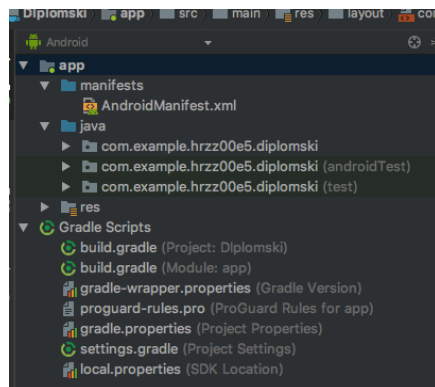 Diplomski app src main res layout
Android
app
manifests
AndroidManifest.xml
java
com.example.hrzz00e5.diplomski
com.example.hrzz00e5.diplomski (androidTest)
com.example.hrzz00e5.diplomski (test)
res
Gradle Scripts
build.gradle (Project: Diplomski)
build.gradle (Module: app)
gradle-wrapper.properties (Gradle Version)
proguard-rules.pro (ProGuard Rules for app)
gradle.properties (Project Properties)
settings.gradle (Project Settings)
local.properties (SDK Location)